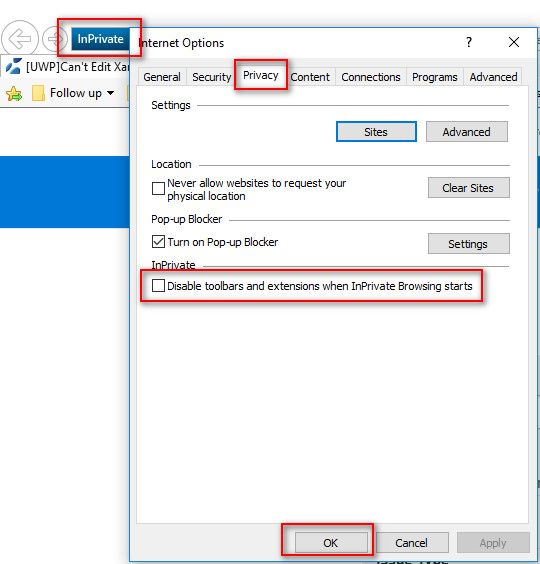 InPrivate
Internet Options
[UWP]Can't Edit Xar
Follow up
General Security Privacy Content Connections Programs Advanced
Settings
Sites Advanced
Location
Never allow websites to request your
physical location
Clear Sites
Pop-up Blocker
Turn on Pop-up Blocker
Settings
InPrivate
Disable toolbars and extensions when InPrivate Browsing starts
OK Cancel Apply